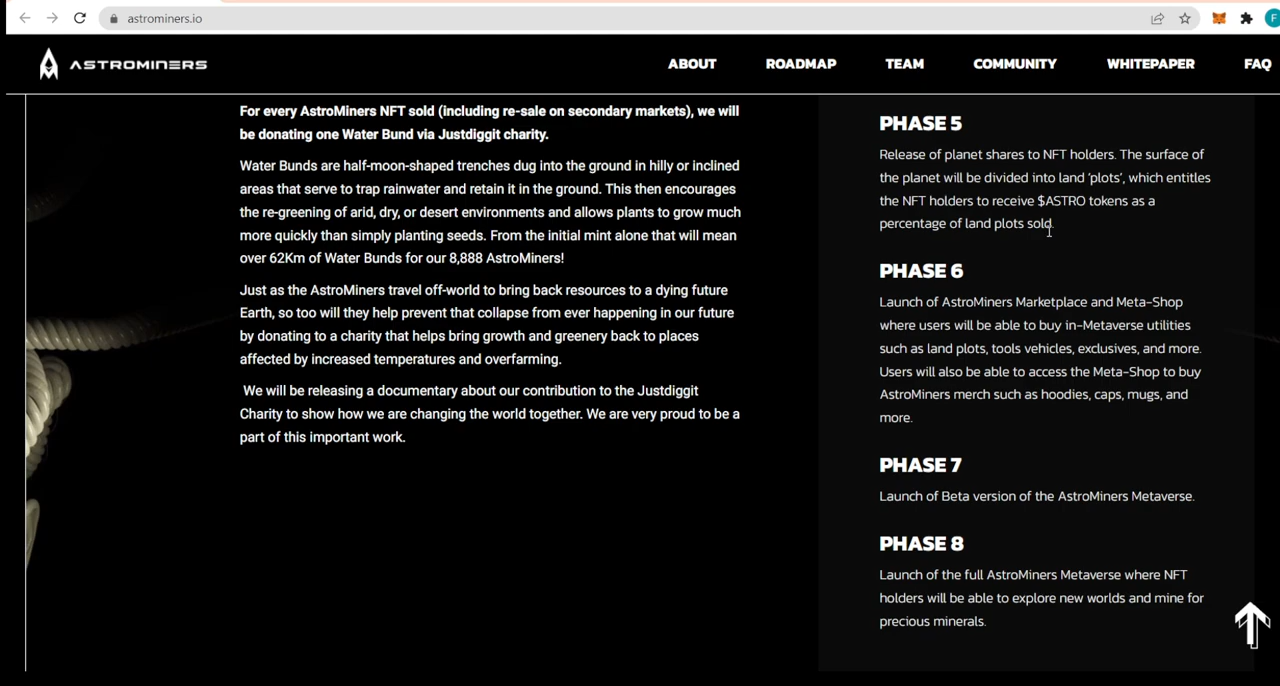 astrominers.io
F
ASTROMINERS
ABOUT
ROADMAP
TEAM
COMMUNITY
WHITEPAPER
FAQ
For every AstroMiners NFT sold (including re-sale on secondary markets), we will
be donating one Water Bund via Justdiggit charity.
Water Bunds are half-moon-shaped trenches dug into the ground in hilly or inclined
areas that serve to trap rainwater and retain it in the ground. This then encourages
the re-greening of arid, dry, or desert environments and allows plants to grow much
more quickly than simply planting seeds. From the initial mint alone that will mean
over 62Km of Water Bunds for our 8,888 AstroMiners!
Just as the AstroMiners travel off-world to bring back resources to a dying future
Earth, so too will they help prevent that collapse from ever happening in our future
by donating to a charity that helps bring growth and greenery back to places
affected by increased temperatures and overfarming.
We will be releasing a documentary about our contribution to the Justdiggit
Charity to show how we are changing the world together. We are very proud to be a
part of this important work.
PHASE 5
Release of planet shares to NFT holders. The surface of
the planet will be divided into land ‘plots’, which entitles
the NFT holders to receive $ASTRO tokens as a
percentage of land plots sold.
PHASE 6
Launch of AstroMiners Marketplace and Meta-Shop
where users will be able to buy in-Metaverse utilities
such as land plots, tools vehicles, exclusives, and more.
Users will also be able to access the Meta-Shop to buy
AstroMiners merch such as hoodies, caps, mugs, and
more.
PHASE 7
Launch of Beta version of the AstroMiners Metaverse.
PHASE 8
Launch of the full AstroMiners Metaverse where NFT
holders will be able to explore new worlds and mine for
precious minerals.